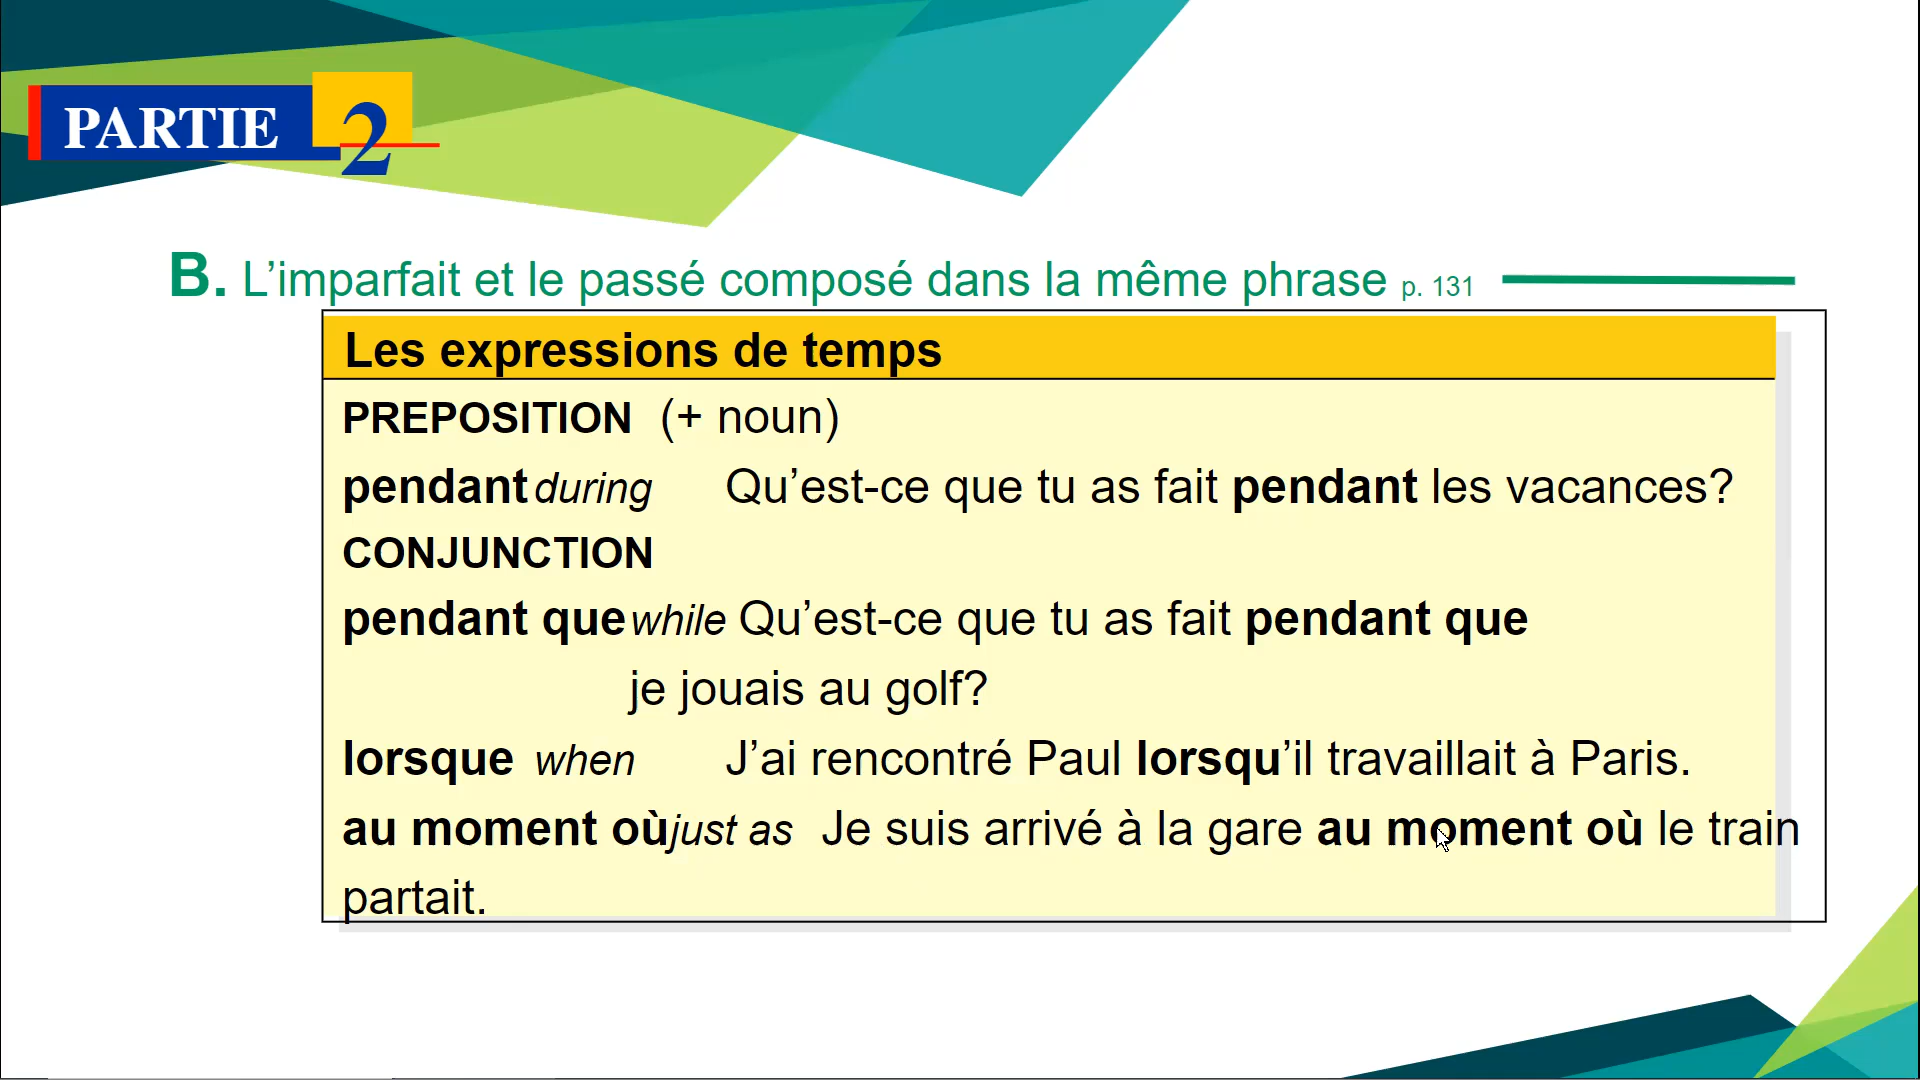 PARTIE 2
B. L’imparfait et le passé composé dans la même phrase p. 131
Les expressions de temps
PREPOSITION (+ noun)
pendant during Qu’est-ce que tu as fait pendant les vacances?
CONJUNCTION
pendant que while Qu’est-ce que tu as fait pendant que
je jouais au golf?
lorsque when J’ai rencontré Paul lorsqu’il travaillait à Paris.
au moment où just as Je suis arrivé à la gare au moment où le train
partait.